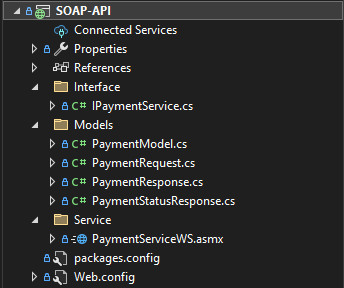 SOAP-API
Connected Services
Properties
References
Interface
C# IPaymentService.cs
Models
C# PaymentModel.cs
C# PaymentRequest.cs
C# PaymentResponse.cs
C# PaymentStatusResponse.cs
Service
PaymentServiceWS.asmx
packages.config
Web.config